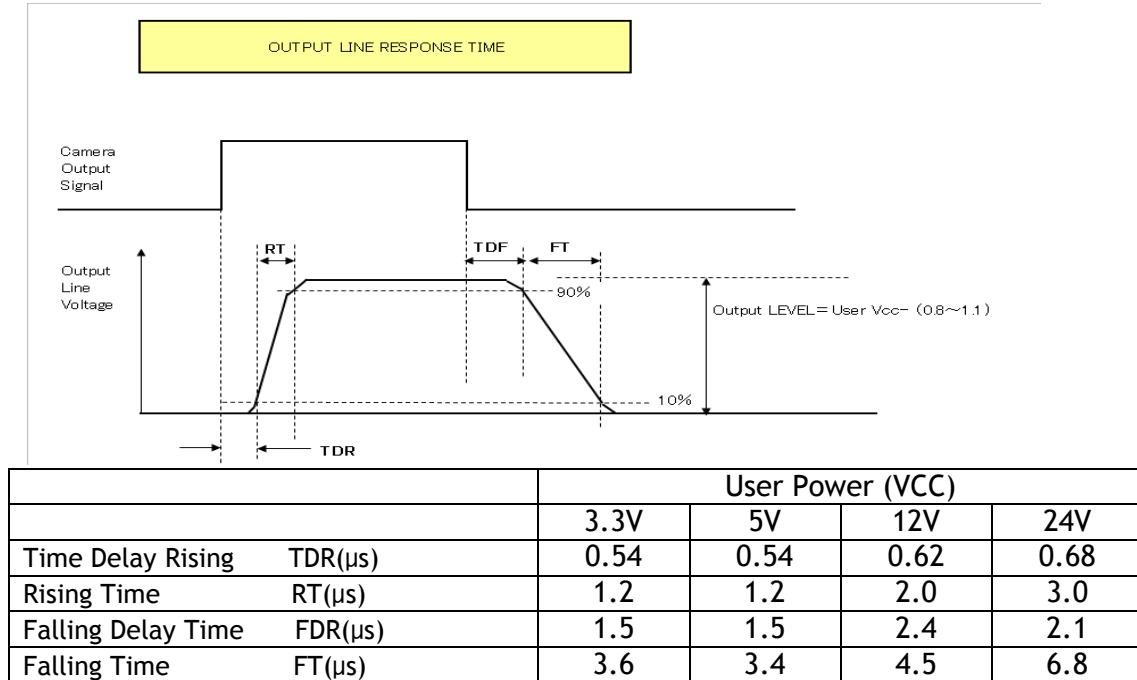 OUTPUT LINE RESPONSE TIME
Camera
Output
Signal
RT
TDF
FT
Output
Line
Voltage
90%
Output LEVEL=User Vcc-（0.8～1.1）
10%
TDR
User Power (VCC)
3.3V 5V 12V 24V
Time Delay Rising TDR(µs) 0.54 0.54 0.62 0.68
Rising Time RT(µs) 1.2 1.2 2.0 3.0
Falling Delay Time FDR(µs) 1.5 1.5 2.4 2.1
Falling Time FT(µs) 3.6 3.4 4.5 6.8